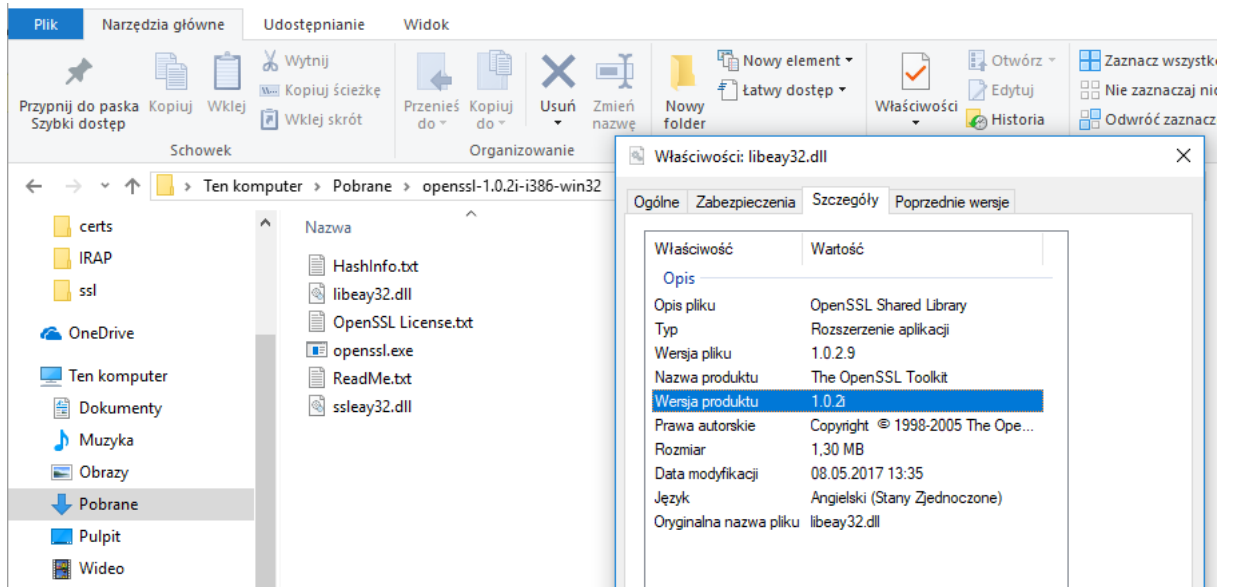 Plik Narzędzia główne Udostępnianie Widok
Przypnij do paska
Szybki dostęp
Kopiuj
Wklej
Wytnij
Kopiuj ścieżkę
Wklej skrót
Przenieś
do
Kopiuj
do
Usuń
Zmień
nazwę
Nowy
folder
Nowy element
Łatwy dostęp
Właściwości
Otwórz
Edytuj
Historia
Zaznacz wszystko
Nie zaznaczaj nic
Odwróć zaznacz
Schowek
Organizowanie
Ten komputer > Pobrane > openssl-1.0.2i-i386-win32
certs
IRAP
ssl
OneDrive
Ten komputer
Dokumenty
Muzyka
Obrazy
Pobrane
Pulpit
Wideo
Nazwa
HashInfo.txt
libeay32.dll
OpenSSL License.txt
openssl.exe
ReadMe.txt
ssleay32.dll
Właściwości: libeay32.dll
Ogólne Zabezpieczenia Szczegóły Poprzednie wersje
Właściwość Wartość
Opis
Opis pliku OpenSSL Shared Library
Typ Rozszerzenie aplikacji
Wersja pliku 1.0.2.9
Nazwa produktu The OpenSSL Toolkit
Wersja produktu 1.0.2i
Prawa autorskie Copyright © 1998-2005 The Ope...
Rozmiar 1,30 MB
Data modyfikacji 08.05.2017 13:35
Język Angielski (Stany Zjednoczone)
Oryginalna nazwa pliku libeay32.dll